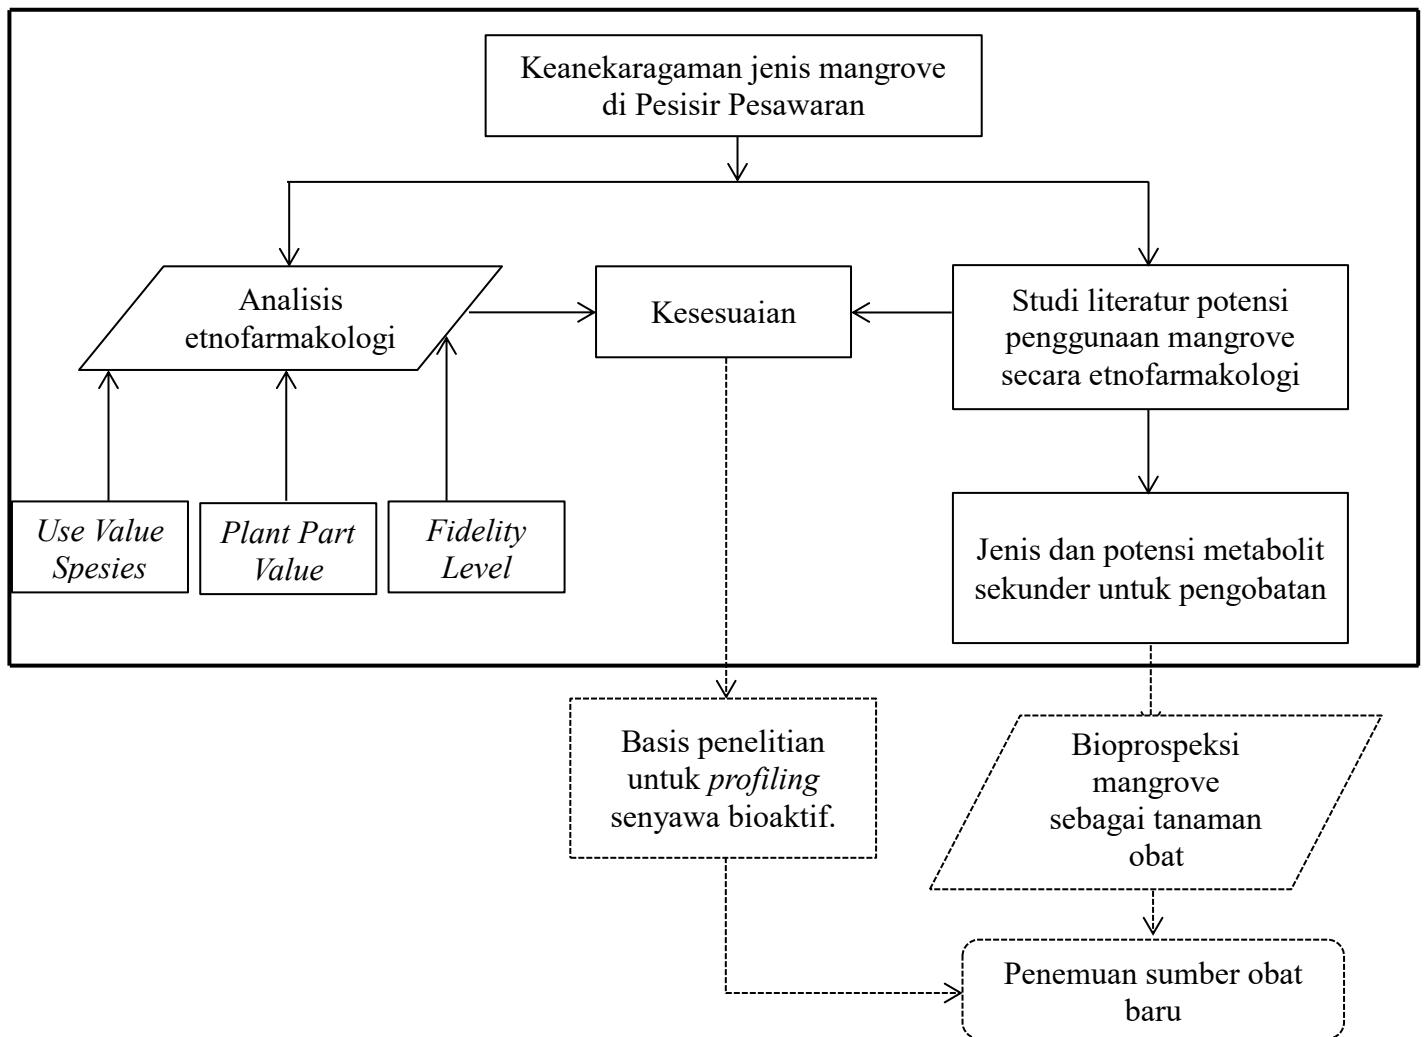 Keanekaragaman jenis mangrove
di Pesisir Pesawaran
Analisis
etnofarmakologi
Kesesuaian
Studi literatur potensi
penggunaan mangrove
secara etnofarmakologi
Use Value
Spesies
Plant Part
Value
Fidelity
Level
Jenis dan potensi metabolit
sekunder untuk pengobatan
Basis penelitian
untuk profiling
senyawa bioaktif.
Bioprospeksi
mangrove
sebagai tanaman
obat
Penemuan sumber obat
baru